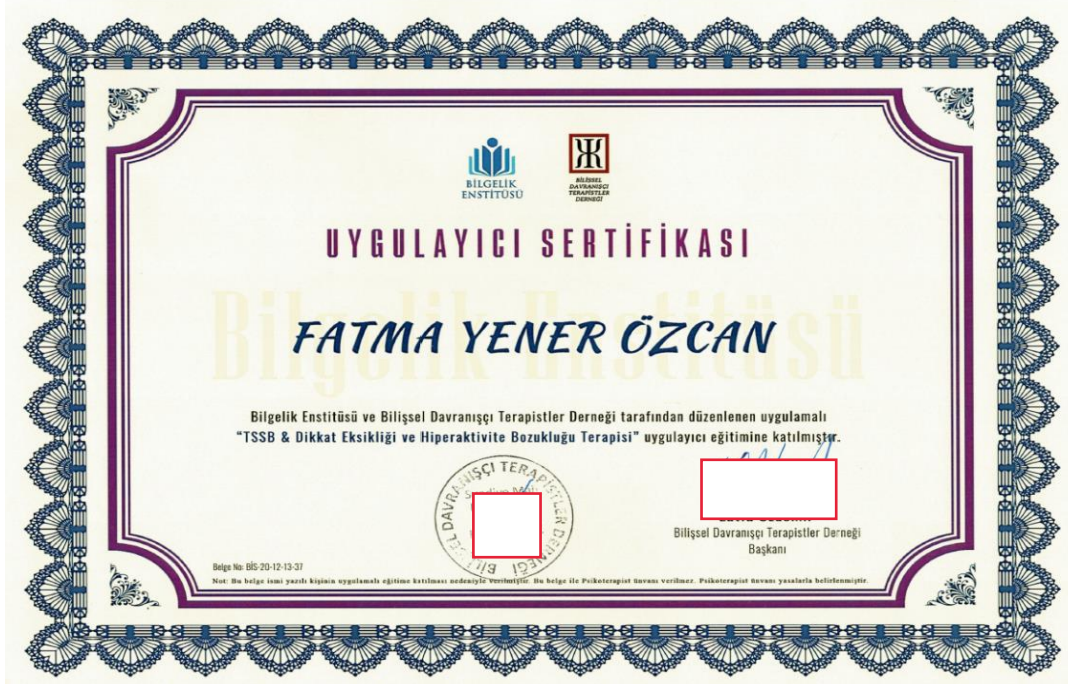 BİLGELİK
ENSTİTÜSÜ
BİLİŞSEL
DAVRANIŞÇI
TERAPİSTLER
DERNEĞİ
UYGULAYICI SERTİFİKASI
Bilgelik Enstitüsü
FATMA YENER ÖZCAN
Bilgelik Enstitüsü ve Bilişsel Davranışçı Terapistler Derneği tarafından düzenlenen uygulamalı
“TSSB & Dikkat Eksikliği ve Hiperaktivite Bozukluğu Terapisi” uygulayıcı eğitimine katılmıştır.
DAVRANIŞÇI TERAPİSTLER DERNEĞİ
Bilişsel Davranışçı Terapistler Derneği
Başkanı
Belge No: BİS-20-12-13-37
Not: Bu belge ismi yazılı kişinin uygulamalı eğitime katılması nedeniyle verilmiştir. Bu belge ile Psikoterapist ünvanı verilmez. Psikoterapist ünvanı yasalarla belirlenmiştir.